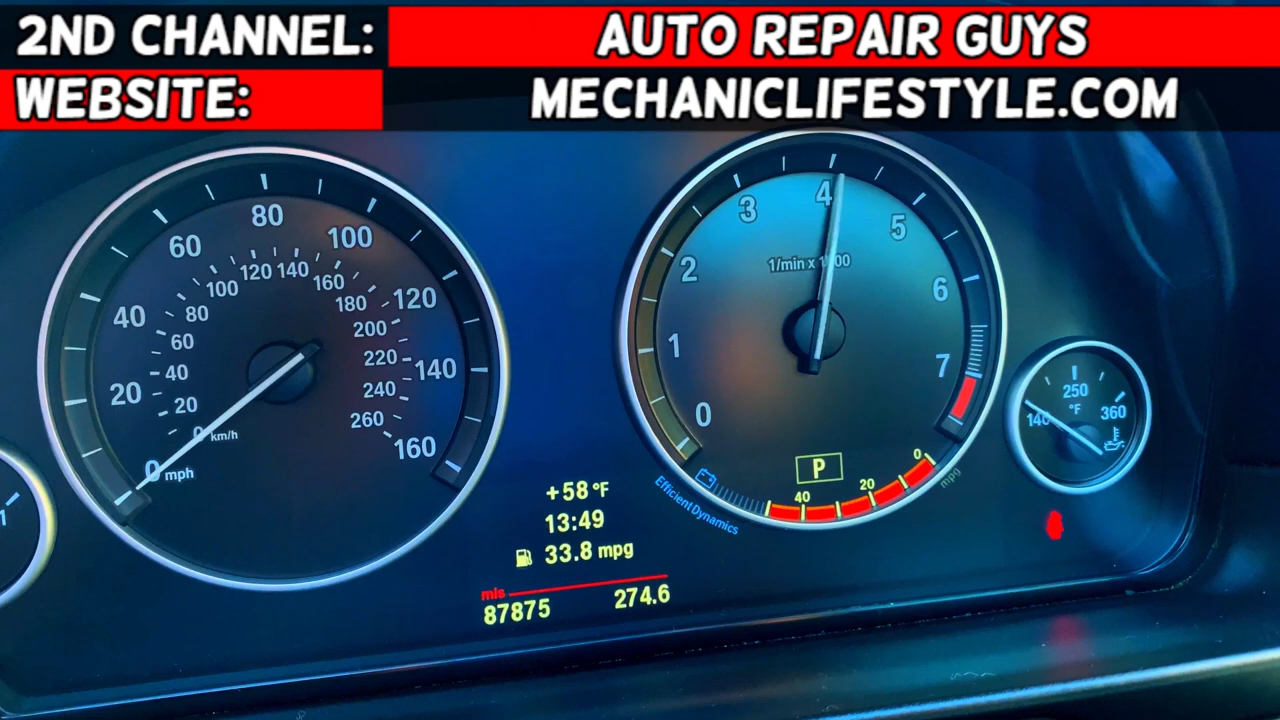 2ND CHANNEL: AUTO REPAIR GUYS
WEBSITE: MECHANICLIFESTYLE.COM
0 20 40 60 80 100 120 140 160
mph
0 20 40 60 80 100 120 140 160 180 200 220 240 260
km/h
0 1 2 3 4 5 6 7
P
40 20 0
mpg
Efficient Dynamics
140 250 360
°F
+58 °F
13:49
33.8 mpg
mls
87875 274.6
1